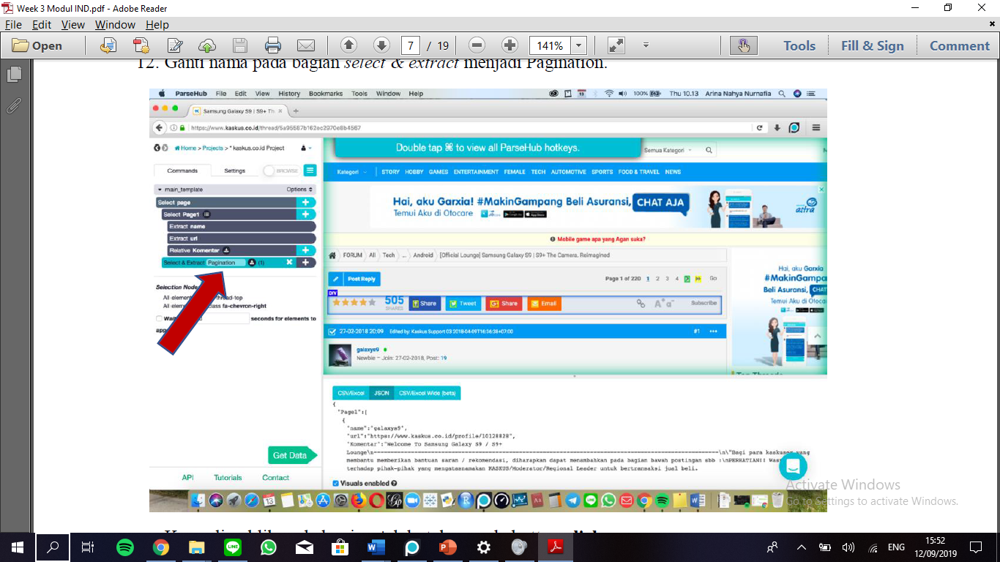 Week 3 Modul IND.pdf - Adobe Reader
File Edit View Window Help
Open 7 / 19 141% Tools Fill & Sign Comment
12. Ganti nama pada bagian select & extract menjadi Pagination.
ParseHub File Edit View History Bookmarks Tools Window Help 13 100% Thu 10.13 Arina Nahya Nurnafia
Samsung Galaxy S9 | S9+ Th
https://www.kaskus.co.id/thread/5a95587b162ec2970e8b4567
Home > Projects > * kaskus.co.id Project
Double tap ⌘ to view all ParseHub hotkeys.
Semua Kategori
Commands Settings BROWSE
Kategori STORY HOBBY GAMES ENTERTAINMENT FEMALE TECH AUTOMOTIVE SPORTS FOOD & TRAVEL NEWS
main_template Options
Select page
Select Page1
Extract name
Extract url
Relative Komentar
Select & Extract Pagination (1)
Hai, aku Garxia! #MakinGampang Beli Asuransi, CHAT AJA
Temui Aku di Otocare
astra
Mobile game apa yang Agan suka?
FORUM All Tech ... Android [Official Lounge] Samsung Galaxy S9 | S9+ The Camera. Reimagined
Post Reply Page 1 of 220 1 2 3 4 Go
DIV
505 SHARES Share Tweet Share Email A+ a- Subscribe
27-02-2018 20:09 Edited by: Kaskus Support 03 2018-04-09T16:36:38+07:00 #1
galaxys9
Newbie – Join: 27-02-2018, Post: 19
Hai, aku Garxia
#MakinGampa
Beli Asuransi, CHA
Temui Aku di Otoca
Top Threads
Selection Node
All element thread-top
All el class fa-chevron-right
Wait seconds for elements to
app
CSV/Excel JSON CSV/Excel Wide (beta)
{
"Page1":[
{
"name":"galaxys9",
"url":"https://www.kaskus.co.id/profile/10128828",
"Komentar":"Welcome To Samsung Galaxy S9 / S9+
\n\"Bagi para kaskuser yang
membantu memberikan bantuan saran / rekomendasi, diharapkan dapat menambahkan pada bagian bawah postingan sbb :\nPERHATIAN!!
terhadap pihak-pihak yang mengatasnamakan KASKUS/Moderator/Regional Leader untuk bertransaksi jual beli.
Get Data
API Tutorials Contact
Visuals enabled
Activate Windows
Go to Settings to activate Windows.
ENG 15:52
12/09/2019